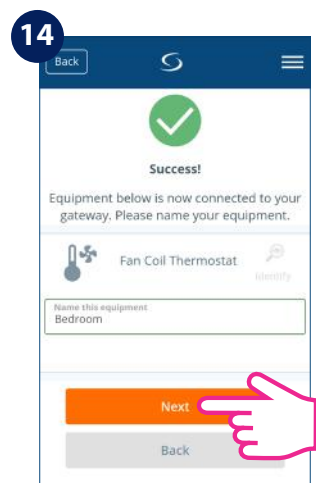 14
Back
Success!
Equipment below is now connected to your
gateway. Please name your equipment.
Fan Coil Thermostat
Identify
Name this equipment
Bedroom
Next
Back